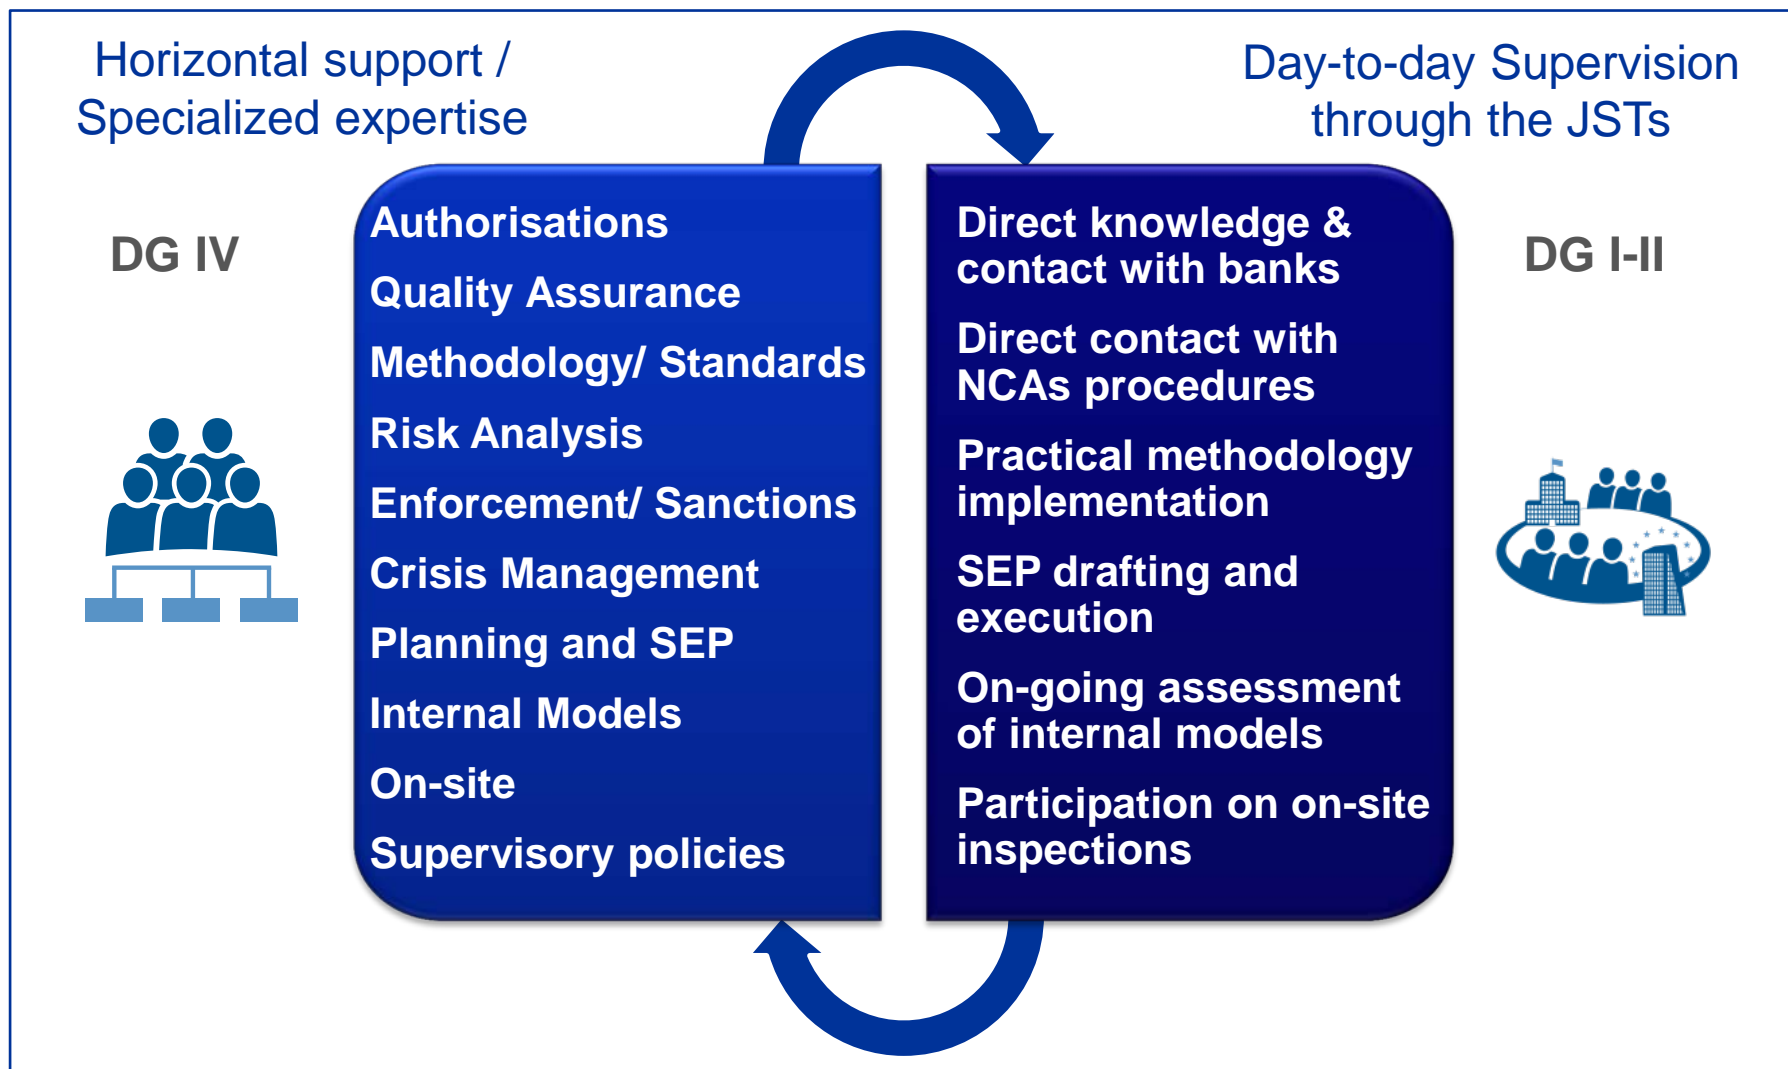 Horizontal support /
Specialized expertise
Day-to-day Supervision
through the JSTs
DG IV
Authorisations
Quality Assurance
Methodology/ Standards
Risk Analysis
Enforcement/ Sanctions
Crisis Management
Planning and SEP
Internal Models
On-site
Supervisory policies
Direct knowledge &
contact with banks
Direct contact with
NCAs procedures
Practical methodology
implementation
SEP drafting and
execution
On-going assessment
of internal models
Participation on on-site
inspections
DG I-II